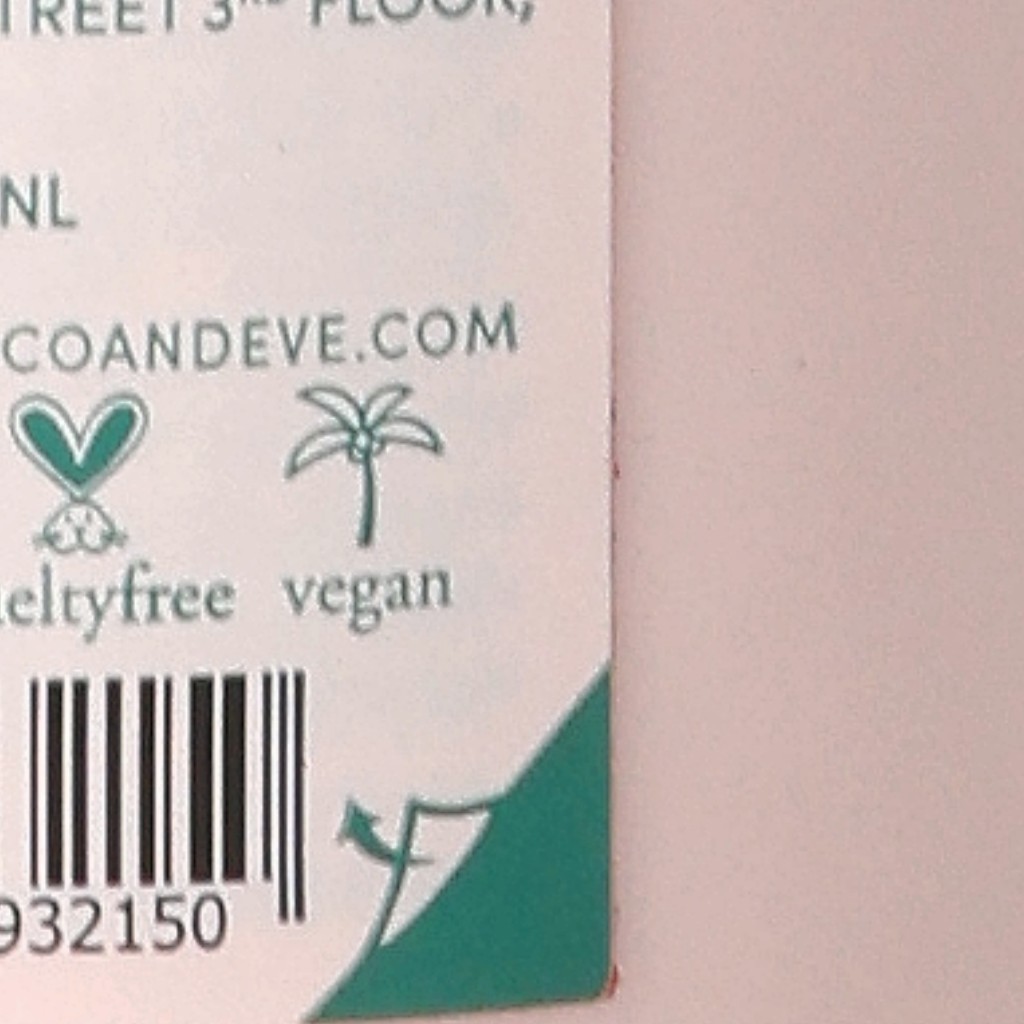 TREET 3RD FLOOR,
NL
COANDEVE.COM
eltyfree vegan
932150